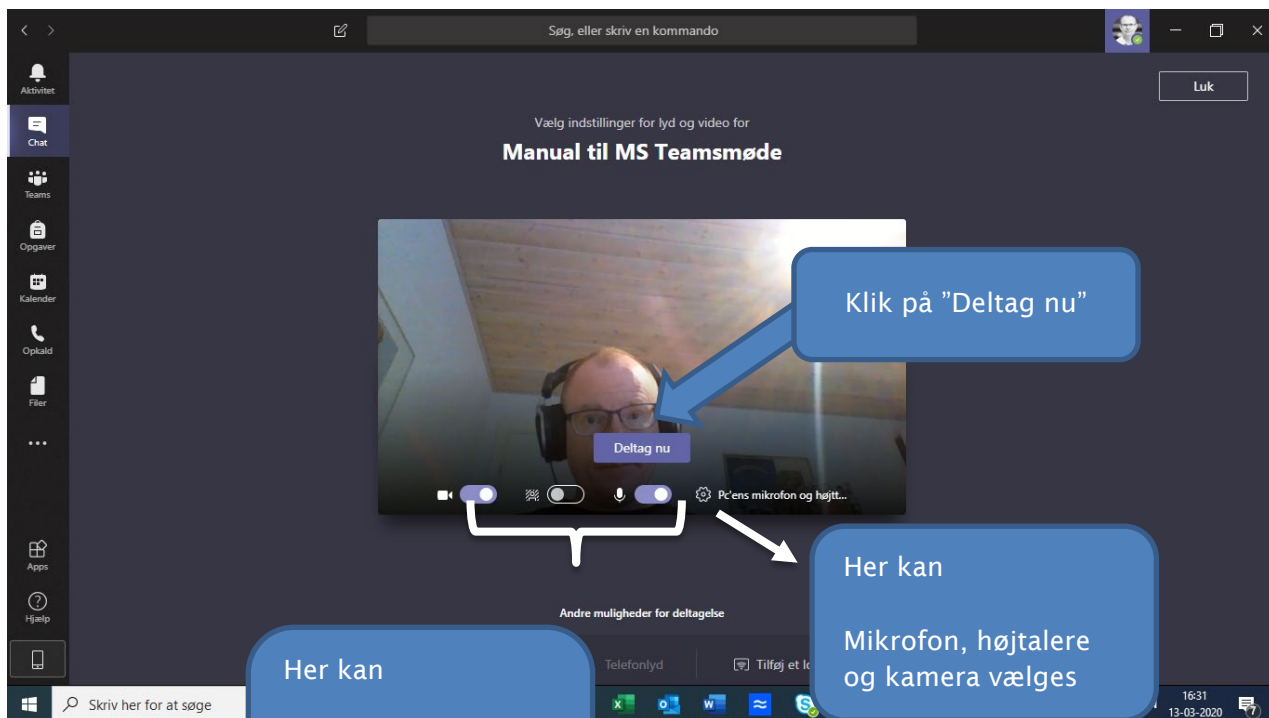 Søg, eller skriv en kommando
Aktivitet
Chat
Teams
Opgaver
Kalender
Opkald
Filer
Apps
Hjælp
Luk
Vælg indstillinger for lyd og video for
Manual til MS Teamsmøde
Klik på ”Deltag nu”
Deltag nu
Pc'ens mikrofon og højtt...
Her kan
Mikrofon, højtalere
og kamera vælges
Andre muligheder for deltagelse
Her kan
Telefonlyd
Tilføj et
Skriv her for at søge
16:31
13-03-2020
7